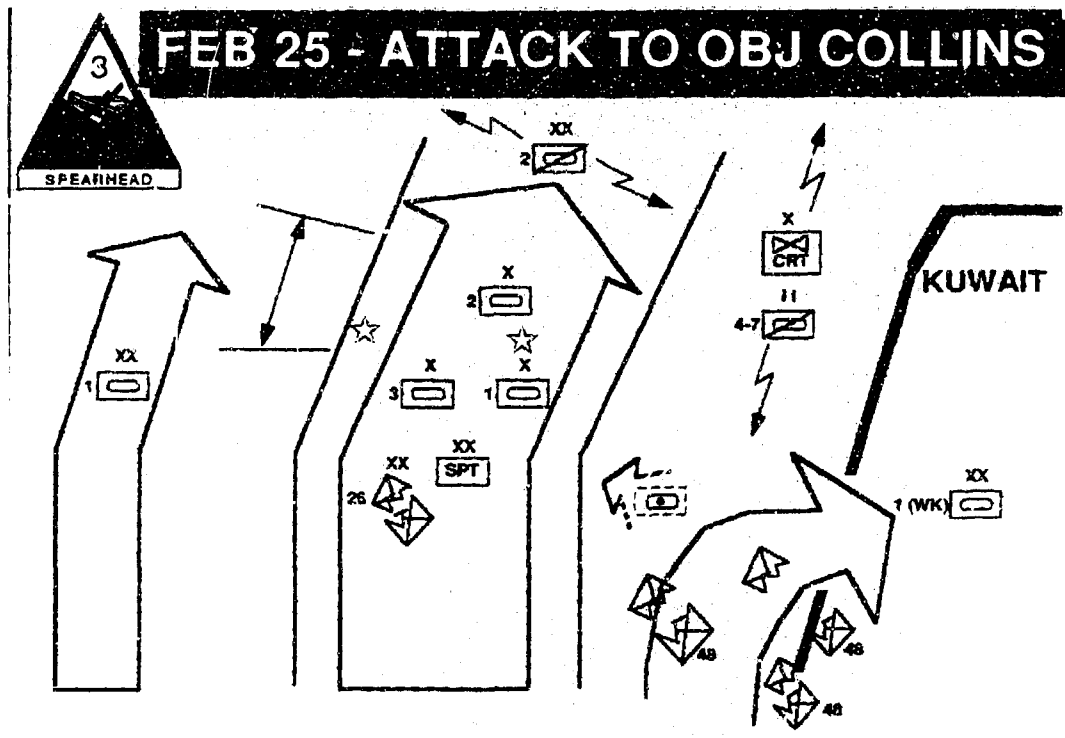 FEB 25 - ATTACK TO OBJ COLLINS
3
SPEARHEAD
XX
2
X
CRT
KUWAIT
X
2
II
4-7
XX
1
X
3
X
1
XX
SPT
XX
26
XX
1 (WK)
48
48
48